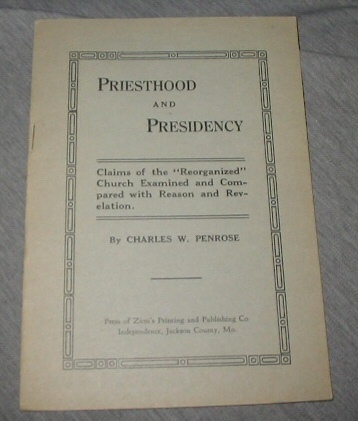 PRIESTHOOD
AND
PRESIDENCY
Claims of the "Reorganized"
Church Examined and Com-
pared with Reason and Rev-
elation.
By CHARLES W. PENROSE
Press of Zion's Printing and Publishing Co
Independence, Jackson County, Mo.